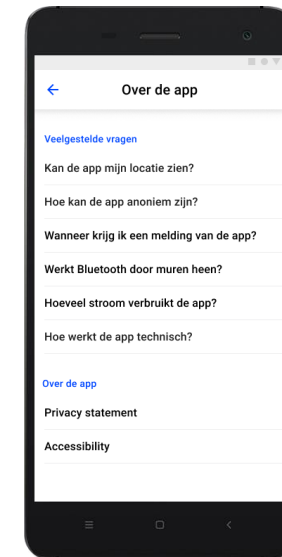 Over de app
Veelgestelde vragen
Kan de app mijn locatie zien?
Hoe kan de app anoniem zijn?
Wanneer krijg ik een melding van de app?
Werkt Bluetooth door muren heen?
Hoeveel stroom verbruikt de app?
Hoe werkt de app technisch?
Over de app
Privacy statement
Accessibility